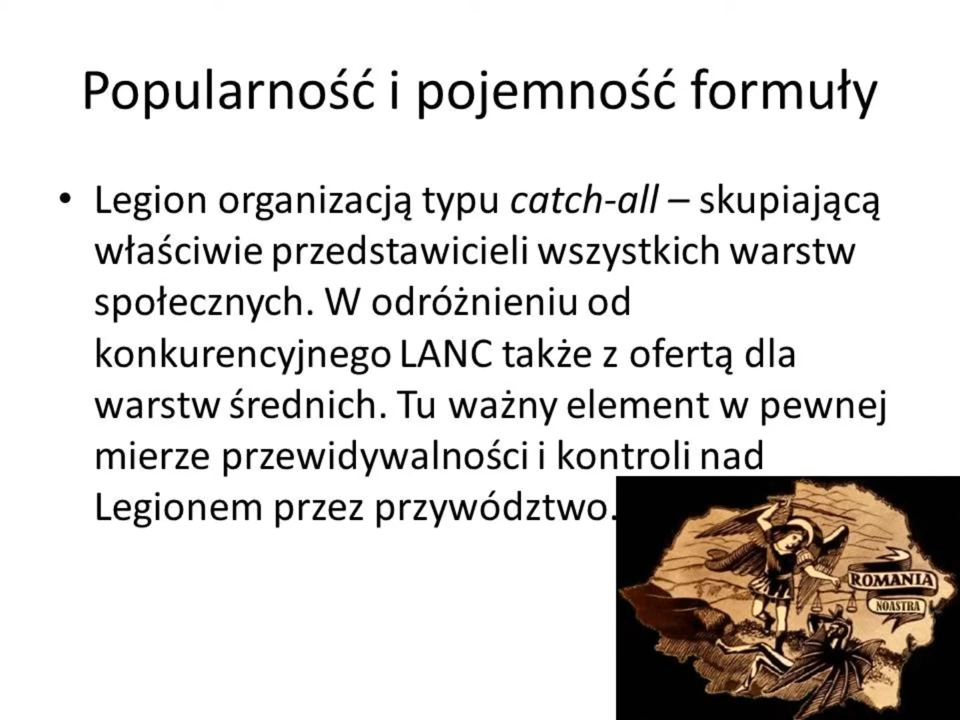 Popularność i pojemność formuły
• Legion organizacją typu catch-all – skupiającą
właściwie przedstawicieli wszystkich warstw
społecznych. W odróżnieniu od
konkurencyjnego LANC także z ofertą dla
warstw średnich. Tu ważny element w pewnej
mierze przewidywalności i kontroli nad
Legionem przez przywództwo.
ROMANIA
NOASTRA